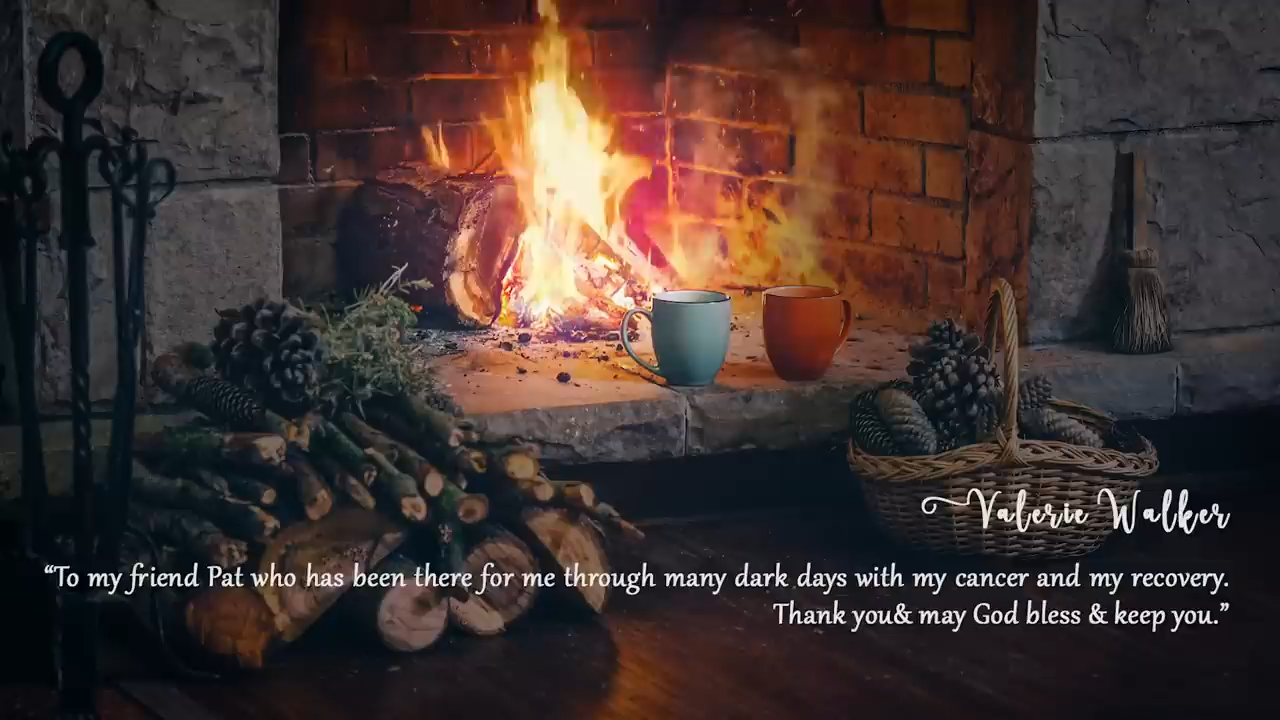 Valerie Walker
“To my friend Pat who has been there for me through many dark days with my cancer and my recovery.
Thank you& may God bless & keep you.”